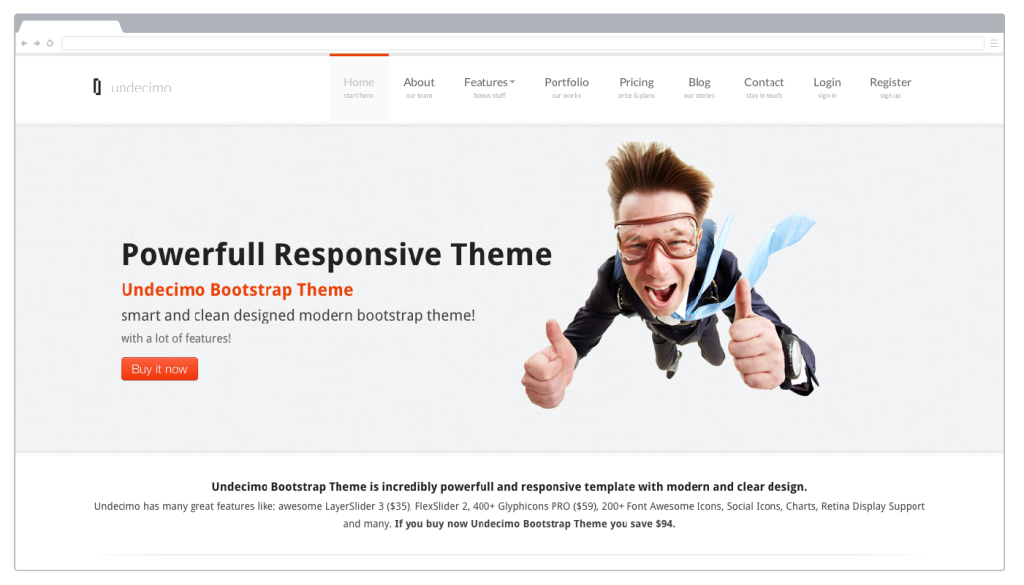 undecimo
Home About Features Portfolio Pricing Blog Contact Login Register
start here our team bonus stuff our works price & plans our stories stay in touch sign in sign up
Powerfull Responsive Theme
Undecimo Bootstrap Theme
smart and clean designed modern bootstrap theme!
with a lot of features!
Buy it now
Undecimo Bootstrap Theme is incredibly powerfull and responsive template with modern and clear design.
Undecimo has many great features like: awesome LayerSlider 3 ($35), FlexSlider 2, 400+ Glyphicons PRO ($59), 200+ Font Awesome Icons, Social Icons, Charts, Retina Display Support
and many. If you buy now Undecimo Bootstrap Theme you save $94.